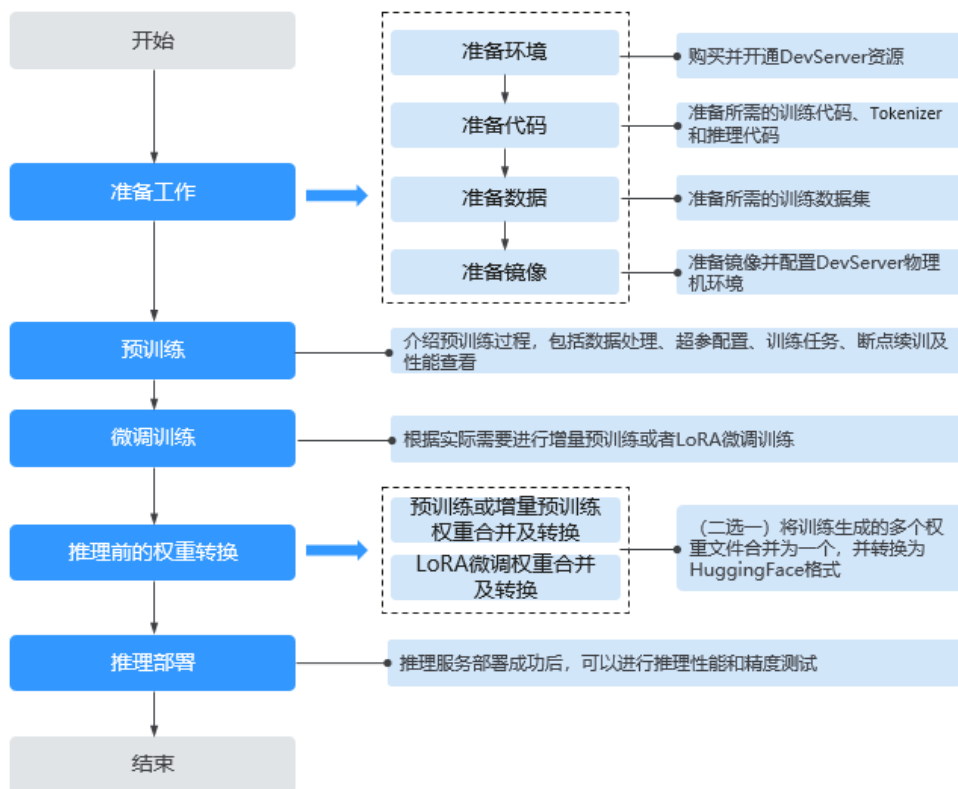 开始
准备环境
购买并开通DevServer资源
准备代码
准备所需的训练代码、Tokenizer
和推理代码
准备工作
准备数据
准备所需的训练数据集
准备镜像
准备镜像并配置DevServer物理
机环境
预训练
介绍预训练过程，包括数据处理、超参配置、训练任务、断点续训及
性能查看
微调训练
根据实际需要进行增量预训练或者LoRA微调训练
推理前的权重转换
预训练或增量预训练
权重合并及转换
LoRA微调权重合并
及转换
（二选一）将训练生成的多个权
重文件合并为一个，并转换为
HuggingFace格式
推理部署
推理服务部署成功后，可以进行推理性能和精度测试
结束